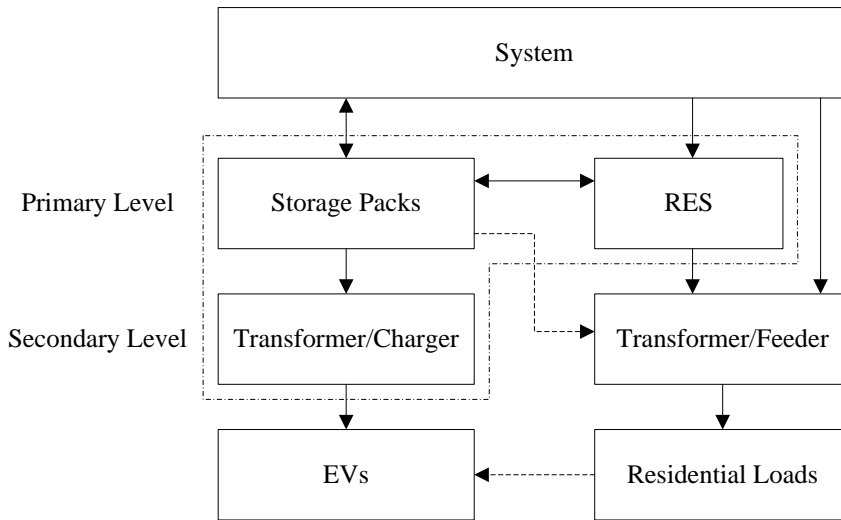 System
Primary Level
Storage Packs
RES
Secondary Level
Transformer/Charger
Transformer/Feeder
EVs
Residential Loads